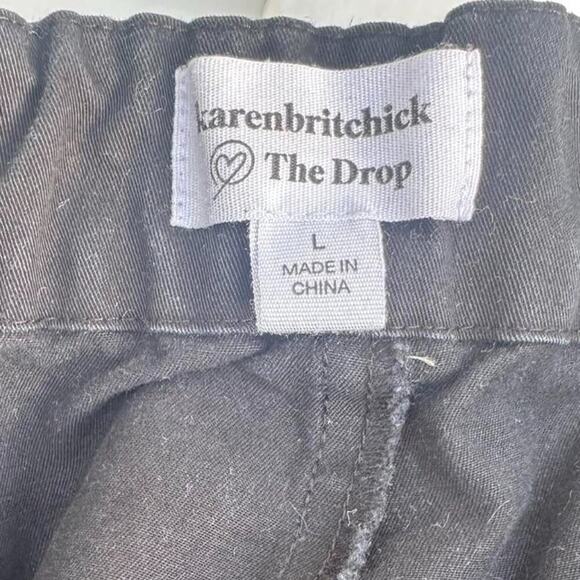 karenbritchick
The Drop
L
MADE IN
CHINA